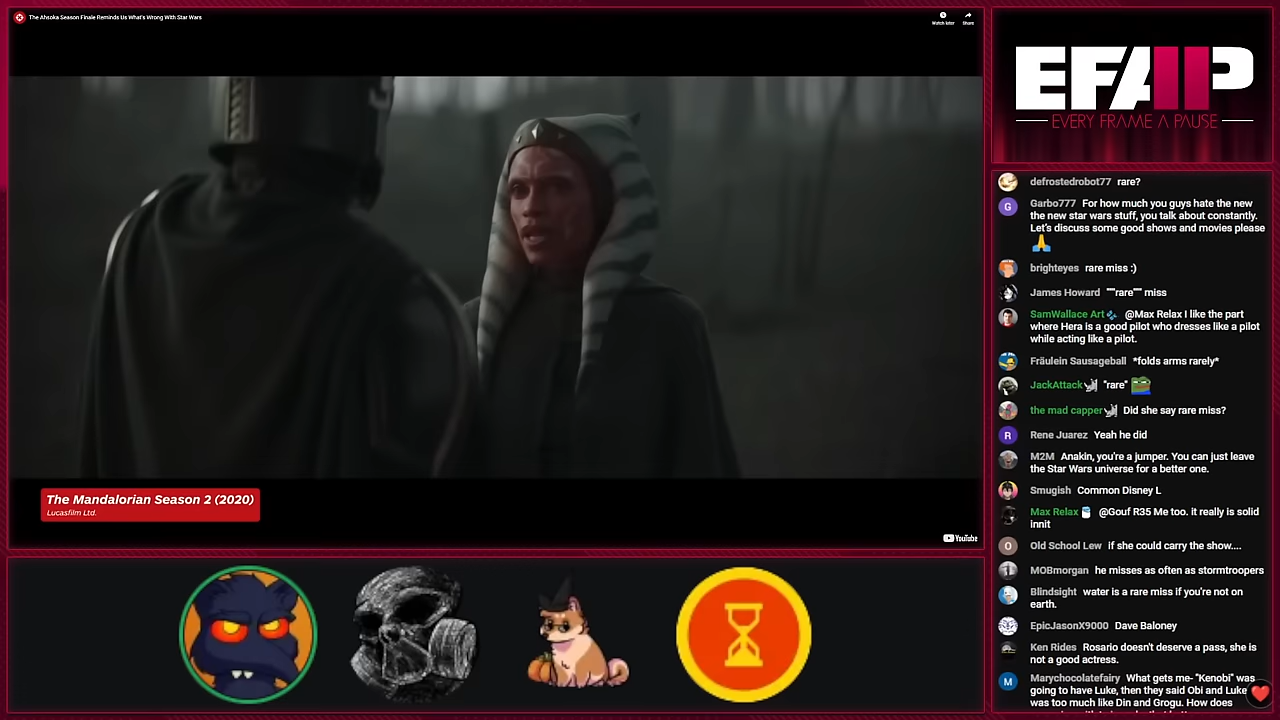 The Ahsoka Season Finale Reminds Us What's Wrong With Star Wars
Watch later
Share
The Mandalorian Season 2 (2020)
Lucasfilm Ltd.
YouTube
EFAP
EVERY FRAME A PAUSE
defrostedrobot77 rare?
G
Garbo777 For how much you guys hate the new
the new star wars stuff, you talk about constantly.
Let's discuss some good shows and movies please
brighteyes rare miss :)
James Howard """rare"" miss
SamWallace Art @Max Relax I like the part
where Hera is a good pilot who dresses like a pilot
while acting like a pilot.
Fräulein Sausageball *folds arms rarely*
JackAttack "rare"
the mad capper Did she say rare miss?
R
Rene Juarez Yeah he did
M2M Anakin, you're a jumper. You can just leave
the Star Wars universe for a better one.
Smugish Common Disney L
Max Relax @Gouf R35 Me too. it really is solid
innit
O
Old School Lew if she could carry the show....
MOBmorgan he misses as often as stormtroopers
Blindsight water is a rare miss if you're not on
earth.
EpicJasonX9000 Dave Baloney
Ken Rides Rosario doesn't deserve a pass, she is
not a good actress.
M
Marychocolatefairy What gets me- "Kenobi" was
going to have Luke, then they said Obi and Luke
was too much like Din and Grogu. How does